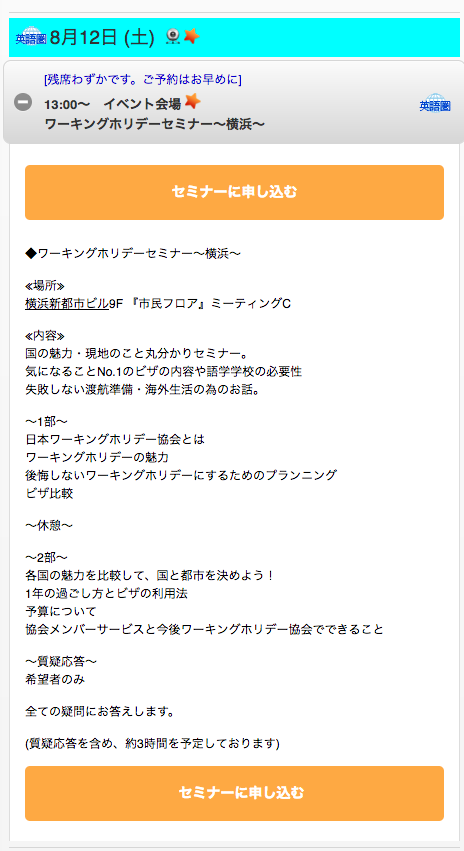 英語圏 8月12日 (土)
[残席わずかです。ご予約はお早めに]
13:00～　イベント会場
英語圏
ワーキングホリデーセミナー～横浜～
セミナーに申し込む
◆ワーキングホリデーセミナー～横浜～
≪場所≫
横浜新都市ビル9F 『市民フロア』ミーティングC
≪内容≫
国の魅力・現地のこと丸分かりセミナー。
気になることNo.1のビザの内容や語学学校の必要性
失敗しない渡航準備・海外生活の為のお話。
～1部～
日本ワーキングホリデー協会とは
ワーキングホリデーの魅力
後悔しないワーキングホリデーにするためのプランニング
ビザ比較
～休憩～
～2部～
各国の魅力を比較して、国と都市を決めよう！
1年の過ごし方とビザの利用法
予算について
協会メンバーサービスと今後ワーキングホリデー協会でできること
～質疑応答～
希望者のみ
全ての疑問にお答えします。
(質疑応答を含め、約3時間を予定しております)
セミナーに申し込む